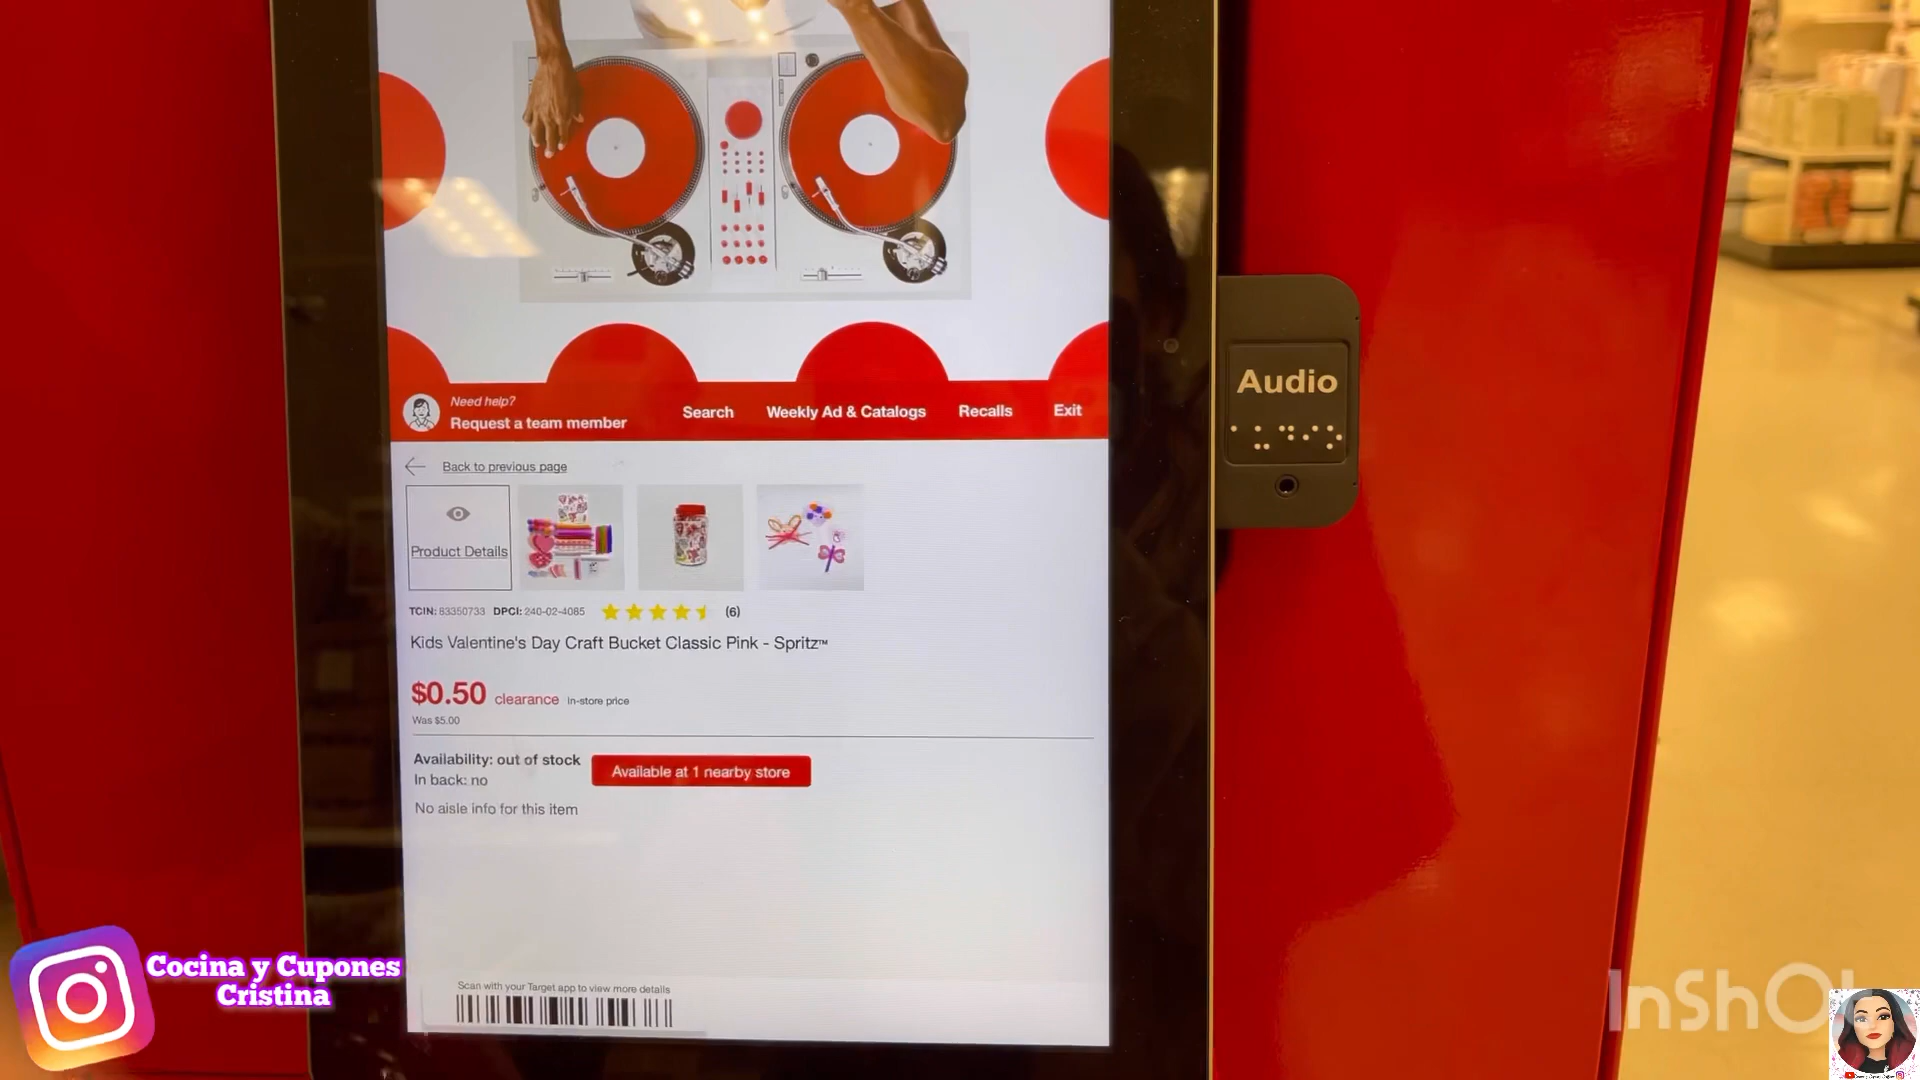 Need help?
Request a team member
Search
Weekly Ad & Catalogs
Recalls
Exit
Audio
Back to previous page
Product Details
TCIN: 83350733 DPCI: 240-02-4085 (6)
Kids Valentine's Day Craft Bucket Classic Pink - Spritz™
$0.50 clearance In-store price
Was $5.00
Availability: out of stock
In back: no
Available at 1 nearby store
No aisle info for this item
Scan with your Target app to view more details
Cocina y Cupones
Cristina